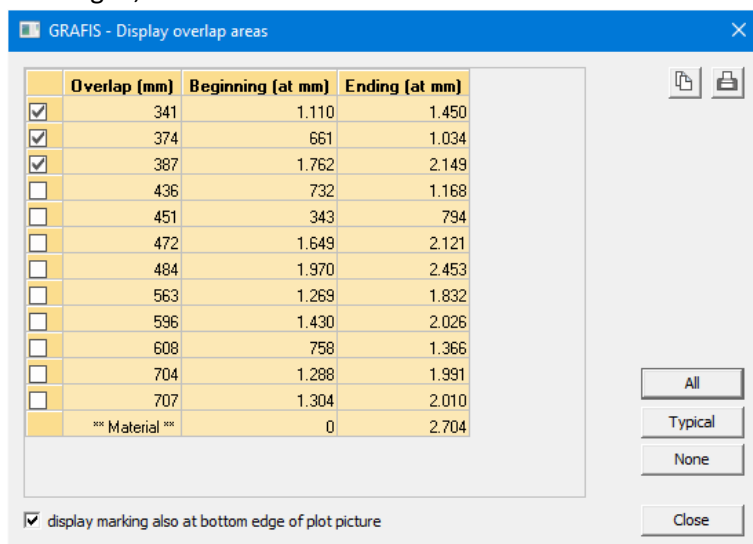 GRAFIS - Display overlap areas
Overlap (mm) Beginning (at mm) Ending (at mm)
341 1.110 1.450
374 661 1.034
387 1.762 2.149
436 732 1.168
451 343 794
472 1.649 2.121
484 1.970 2.453
563 1.269 1.832
596 1.430 2.026
608 758 1.366
704 1.288 1.991
707 1.304 2.010
** Material ** 0 2.704
All
Typical
None
display marking also at bottom edge of plot picture
Close